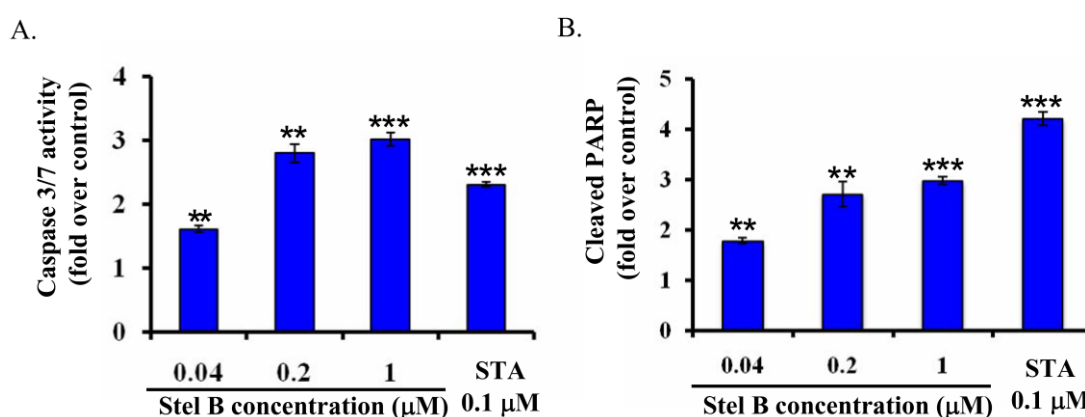 A.
Caspase 3/7 activity
(fold over control)
4
3
2
1
0
**
**
***
***
0.04 0.2 1 STA
Stel B concentration (μM) 0.1 μM
B.
Cleaved PARP
(fold over control)
5
4
3
2
1
0
**
**
***
***
0.04 0.2 1 STA
Stel B concentration (μM) 0.1 μM